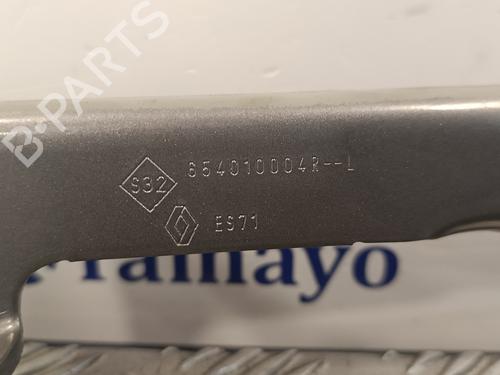 B-PARTS
654010004R--L
S32
ES71
Tamayo